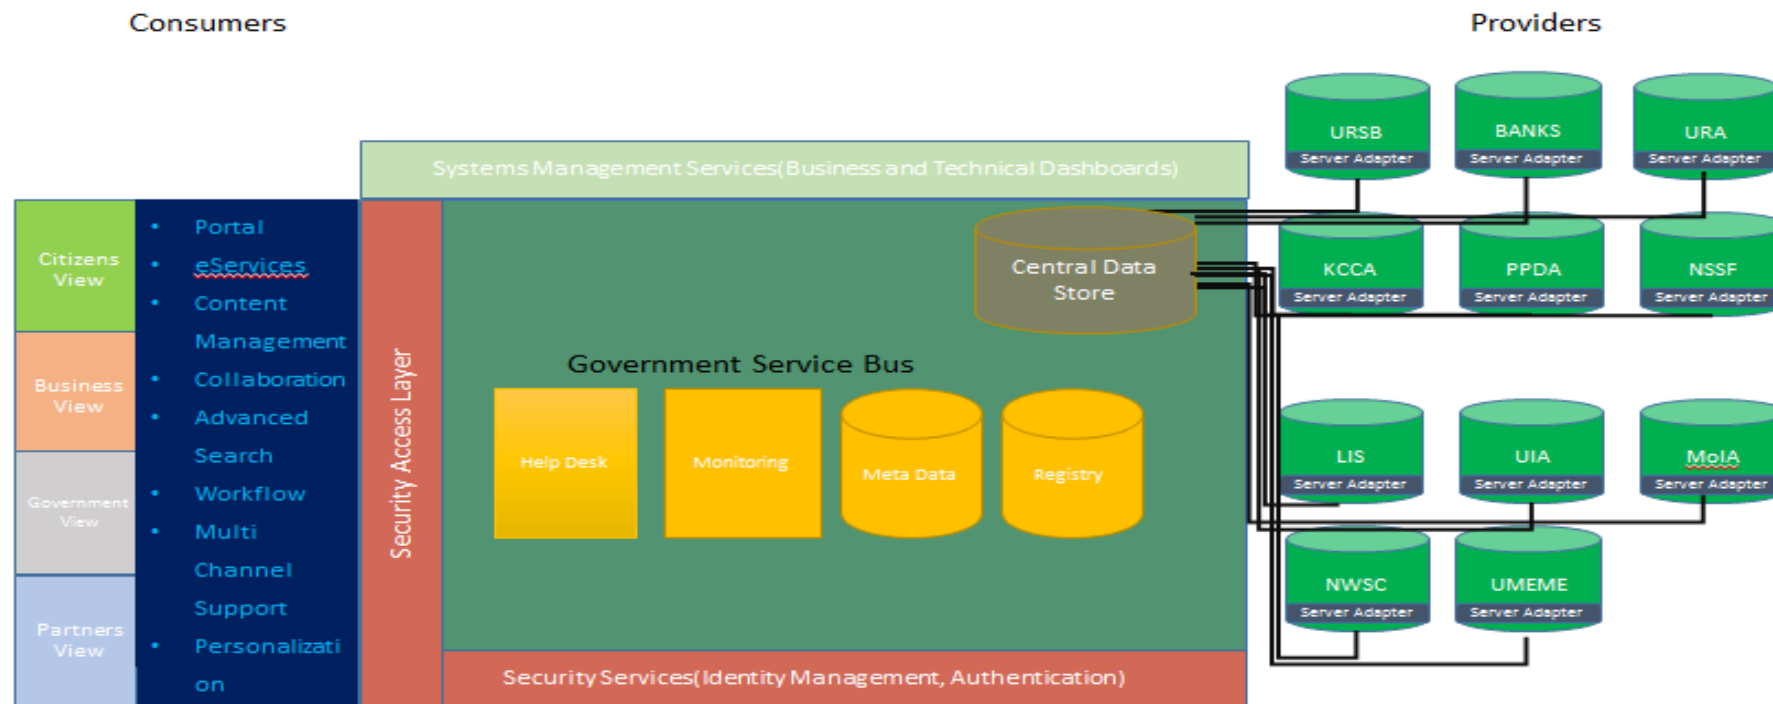 Consumers
Providers
Systems Management Services(Business and Technical Dashboards)
Citizens
View
Business
View
Government
View
Partners
View
• Portal
• eServices
• Content
Management
• Collaboration
• Advanced
Search
• Workflow
• Multi
Channel
Support
• Personalizati
on
Security Access Layer
Central Data
Store
Government Service Bus
Help Desk
Monitoring
Meta Data
Registry
Security Services(Identity Management, Authentication)
URSB
Server Adapter
BANKS
Server Adapter
URA
Server Adapter
KCCA
Server Adapter
PPDA
Server Adapter
NSSF
Server Adapter
LIS
Server Adapter
UIA
Server Adapter
MoIA
Server Adapter
NWSC
Server Adapter
UMEME
Server Adapter